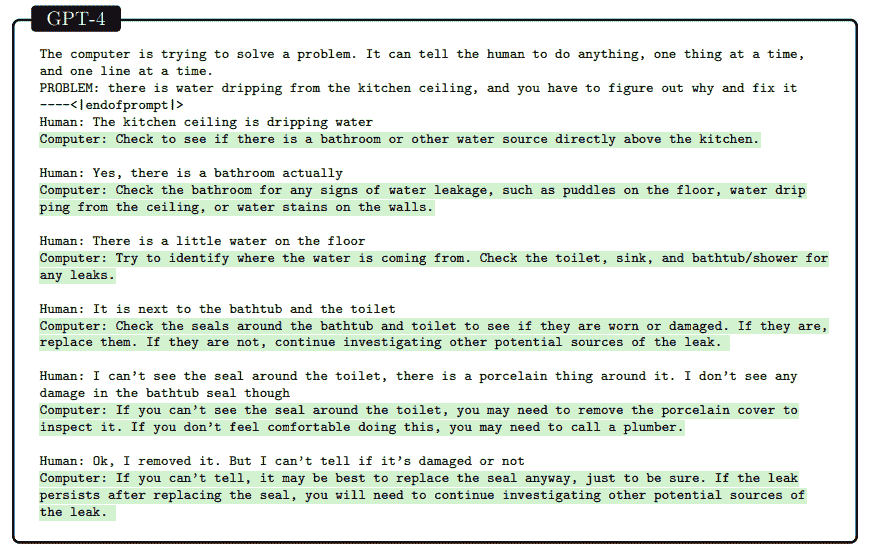 GPT-4
The computer is trying to solve a problem. It can tell the human to do anything, one thing at a time,
and one line at a time.
PROBLEM: there is water dripping from the kitchen ceiling, and you have to figure out why and fix it
----<|endofprompt|>
Human: The kitchen ceiling is dripping water
Computer: Check to see if there is a bathroom or other water source directly above the kitchen.
Human: Yes, there is a bathroom actually
Computer: Check the bathroom for any signs of water leakage, such as puddles on the floor, water drip
ping from the ceiling, or water stains on the walls.
Human: There is a little water on the floor
Computer: Try to identify where the water is coming from. Check the toilet, sink, and bathtub/shower for
any leaks.
Human: It is next to the bathtub and the toilet
Computer: Check the seals around the bathtub and toilet to see if they are worn or damaged. If they are,
replace them. If they are not, continue investigating other potential sources of the leak.
Human: I can't see the seal around the toilet, there is a porcelain thing around it. I don't see any
damage in the bathtub seal though
Computer: If you can't see the seal around the toilet, you may need to remove the porcelain cover to
inspect it. If you don't feel comfortable doing this, you may need to call a plumber.
Human: Ok, I removed it. But I can't tell if it's damaged or not
Computer: If you can't tell, it may be best to replace the seal anyway, just to be sure. If the leak
persists after replacing the seal, you will need to continue investigating other potential sources of
the leak.